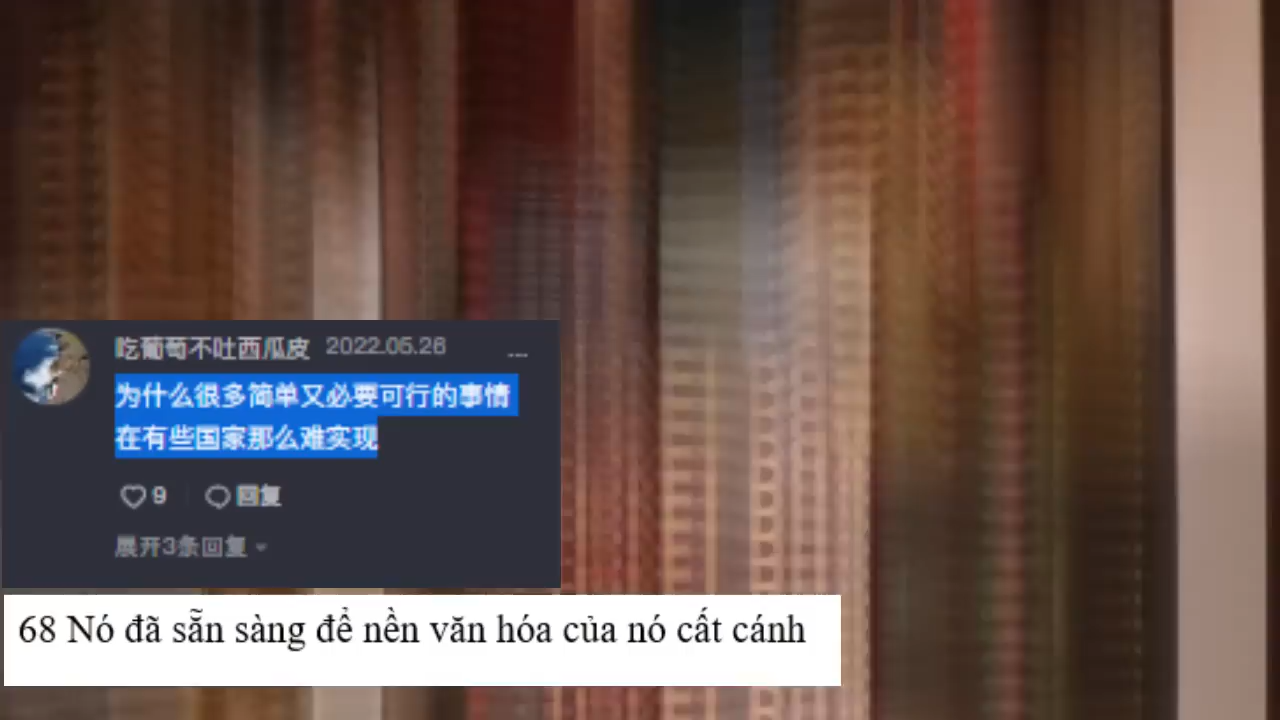 吃葡萄不吐西瓜皮 2022.05.26 ...
为什么很多简单又必要可行的事情
在有些国家那么难实现
9 回复
展开3条回复
68 Nó đã sẵn sàng để nền văn hóa của nó cất cánh